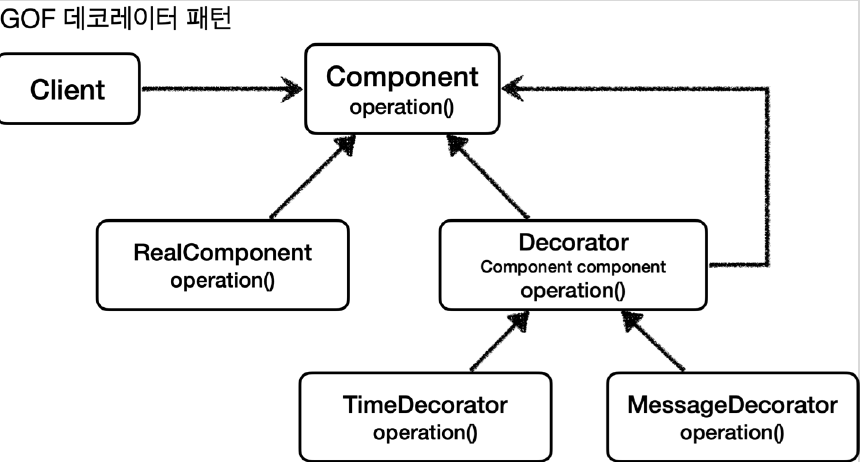 GOF 데코레이터 패턴
Client
Component
operation()
RealComponent
operation()
Decorator
Component component
operation()
TimeDecorator
operation()
MessageDecorator
operation()